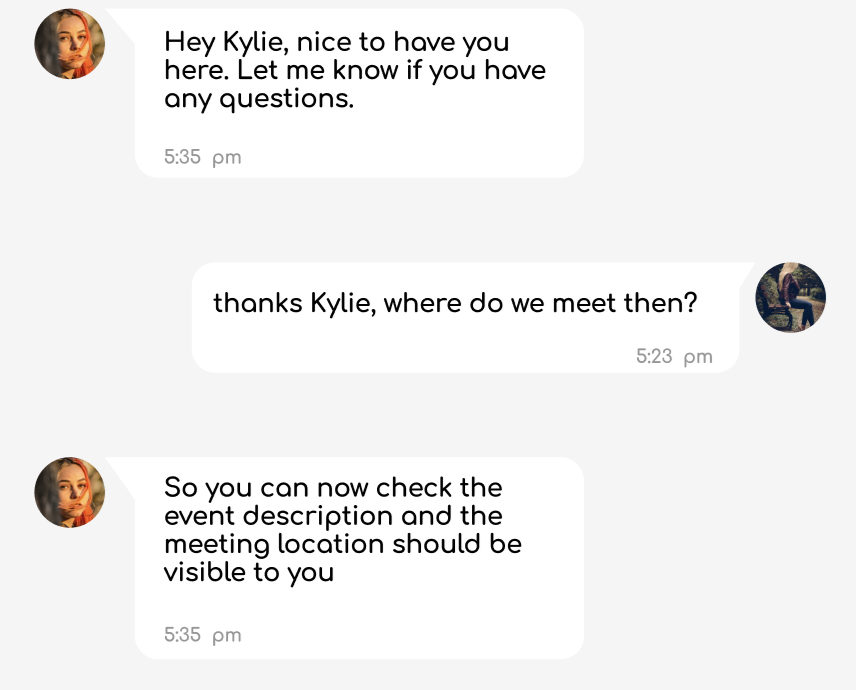 Hey Kylie, nice to have you
here. Let me know if you have
any questions.
5:35 pm
thanks Kylie, where do we meet then?
5:23 pm
So you can now check the
event description and the
meeting location should be
visible to you
5:35 pm